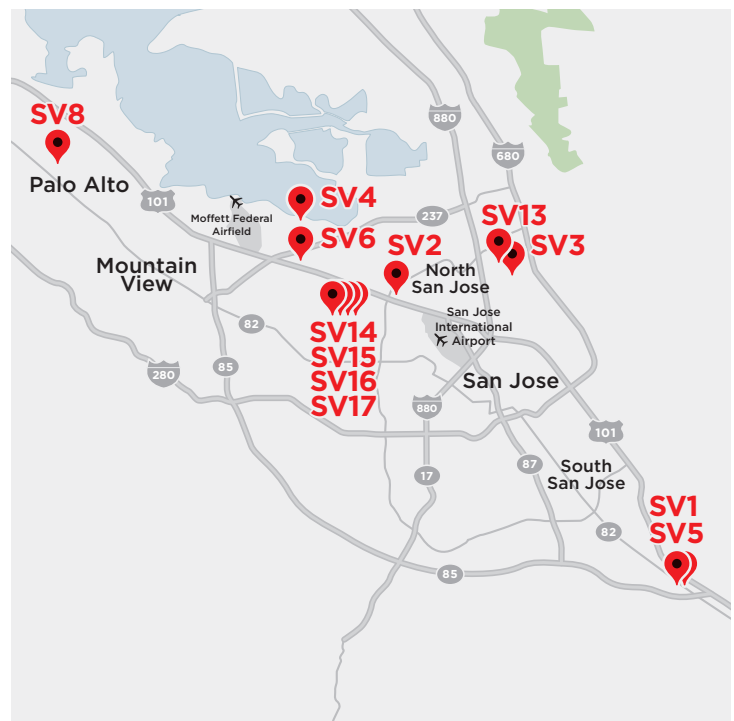 880
SV8
680
Palo Alto
101
SV4
Moffett Federal
Airfield
237
SV13
SV6
SV2
SV3
Mountain
View
North
San Jose
82
San Jose
International
Airport
SV14
SV15
SV16
SV17
85
280
San Jose
880
101
17
87
South
San Jose
SV1
SV5
82
85